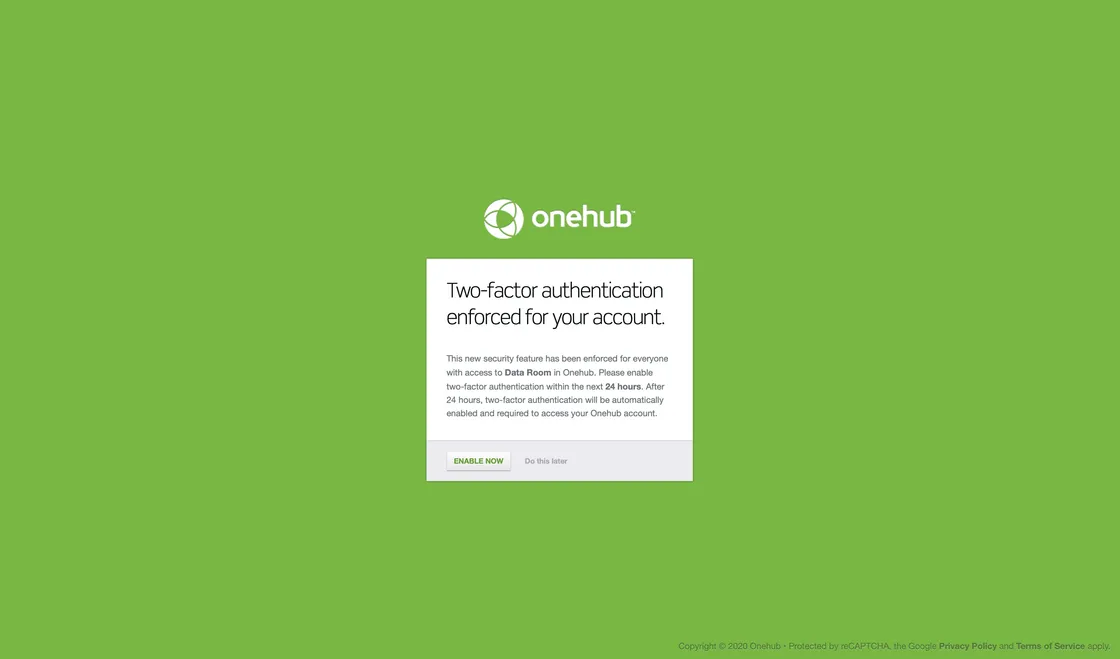 onehub™
Two-factor authentication
enforced for your account.
This new security feature has been enforced for everyone
with access to Data Room in Onehub. Please enable
two-factor authentication within the next 24 hours. After
24 hours, two-factor authentication will be automatically
enabled and required to access your Onehub account.
ENABLE NOW Do this later
Copyright © 2020 Onehub • Protected by reCAPTCHA, the Google Privacy Policy and Terms of Service apply.